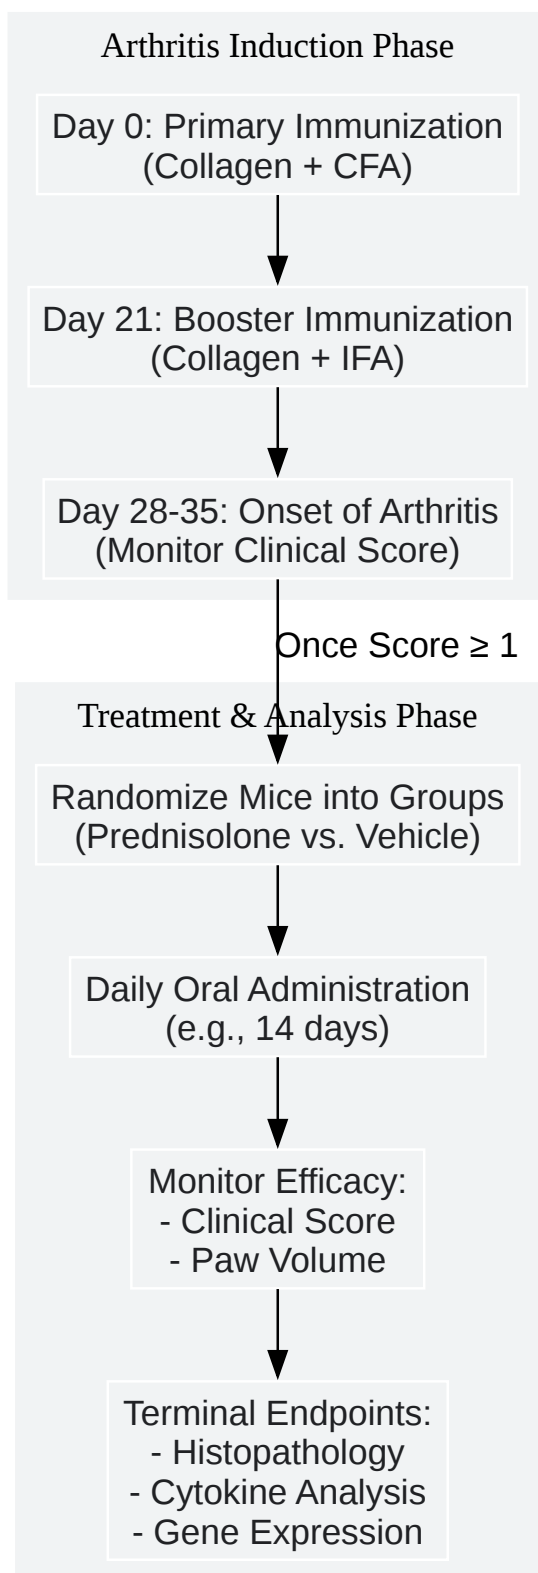 Arthritis Induction Phase
Day 0: Primary Immunization
(Collagen + CFA)
Day 21: Booster Immunization
(Collagen + IFA)
Day 28-35: Onset of Arthritis
(Monitor Clinical Score)
Once Score ≥ 1
Treatment & Analysis Phase
Randomize Mice into Groups
(Prednisolone vs. Vehicle)
Daily Oral Administration
(e.g., 14 days)
Monitor Efficacy:
- Clinical Score
- Paw Volume
Terminal Endpoints:
- Histopathology
- Cytokine Analysis
- Gene Expression